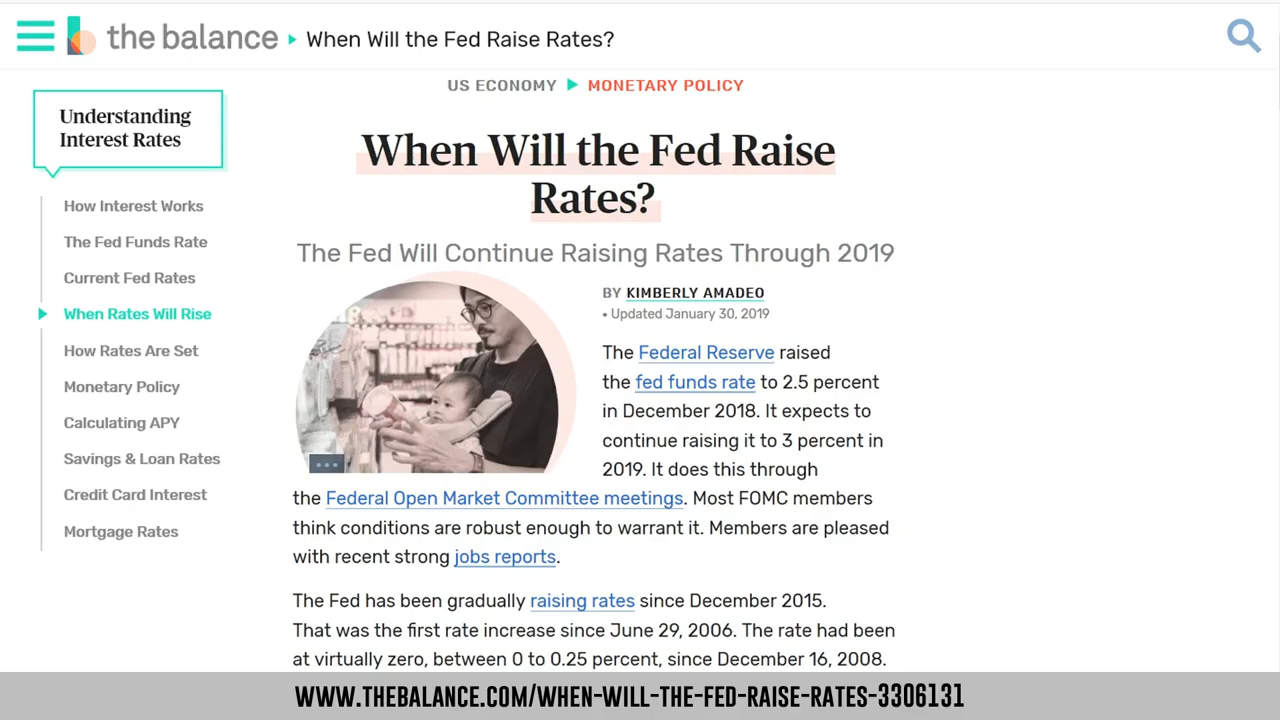 the balance When Will the Fed Raise Rates?
US ECONOMY MONETARY POLICY
Understanding
Interest Rates
How Interest Works
The Fed Funds Rate
Current Fed Rates
When Rates Will Rise
How Rates Are Set
Monetary Policy
Calculating APY
Savings & Loan Rates
Credit Card Interest
Mortgage Rates
When Will the Fed Raise
Rates?
The Fed Will Continue Raising Rates Through 2019
BY KIMBERLY AMADEO
• Updated January 30, 2019
The Federal Reserve raised
the fed funds rate to 2.5 percent
in December 2018. It expects to
continue raising it to 3 percent in
2019. It does this through
the Federal Open Market Committee meetings. Most FOMC members
think conditions are robust enough to warrant it. Members are pleased
with recent strong jobs reports.
The Fed has been gradually raising rates since December 2015.
That was the first rate increase since June 29, 2006. The rate had been
at virtually zero, between 0 to 0.25 percent, since December 16, 2008.
WWW.THEBALANCE.COM/WHEN-WILL-THE-FED-RAISE-RATES-3306131